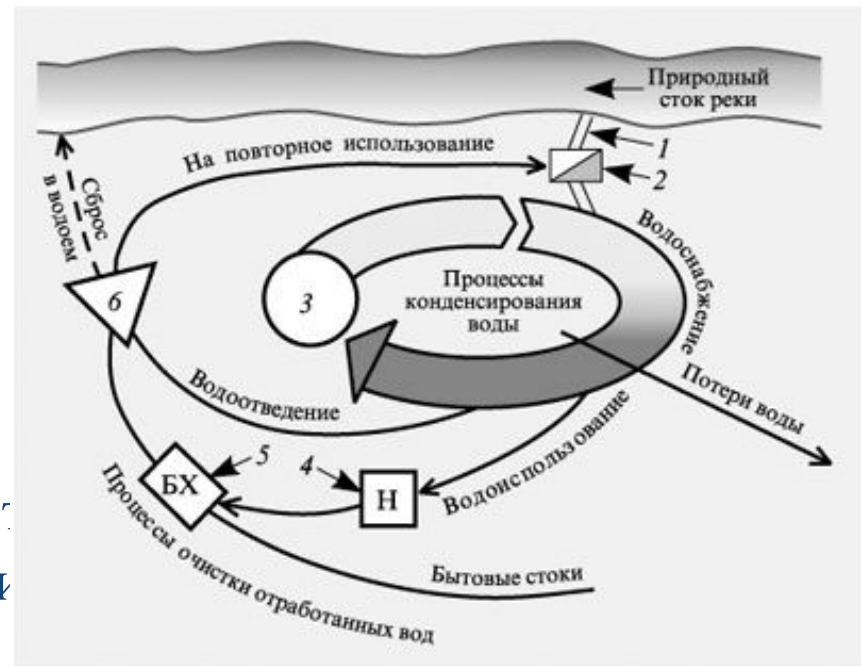 Природный
сток реки
1
2
На повторное использование
Сброс
в водоем
Водоснабжение
Процессы
конденсирования
воды
3
6
Потери воды
Водоотведение
Водоиспользование
5
4
БХ
Н
Бытовые стоки
Процессы очистки отработанных вод